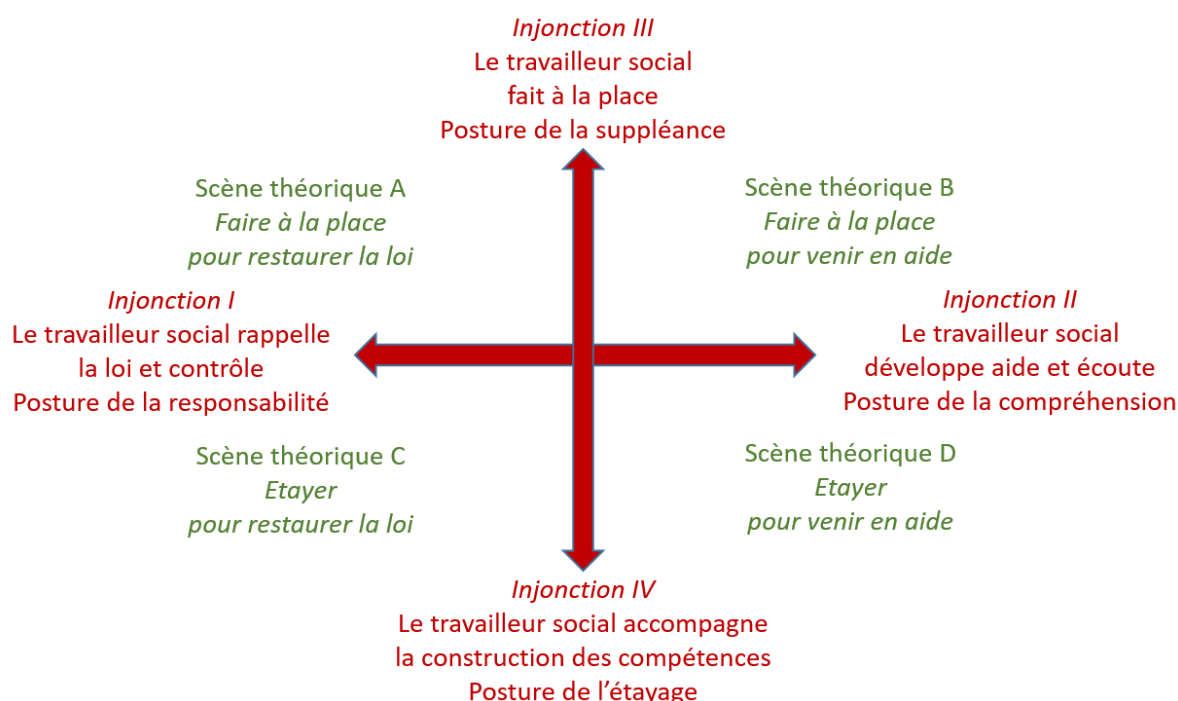 Injonction III
Le travailleur social
fait à la place
Posture de la suppléance
Scène théorique A
Faire à la place
pour restaurer la loi
Scène théorique B
Faire à la place
pour venir en aide
Injonction I
Le travailleur social rappelle
la loi et contrôle
Posture de la responsabilité
Injonction II
Le travailleur social
développe aide et écoute
Posture de la compréhension
Scène théorique C
Etayer
pour restaurer la loi
Scène théorique D
Etayer
pour venir en aide
Injonction IV
Le travailleur social accompagne
la construction des compétences
Posture de l’étayage